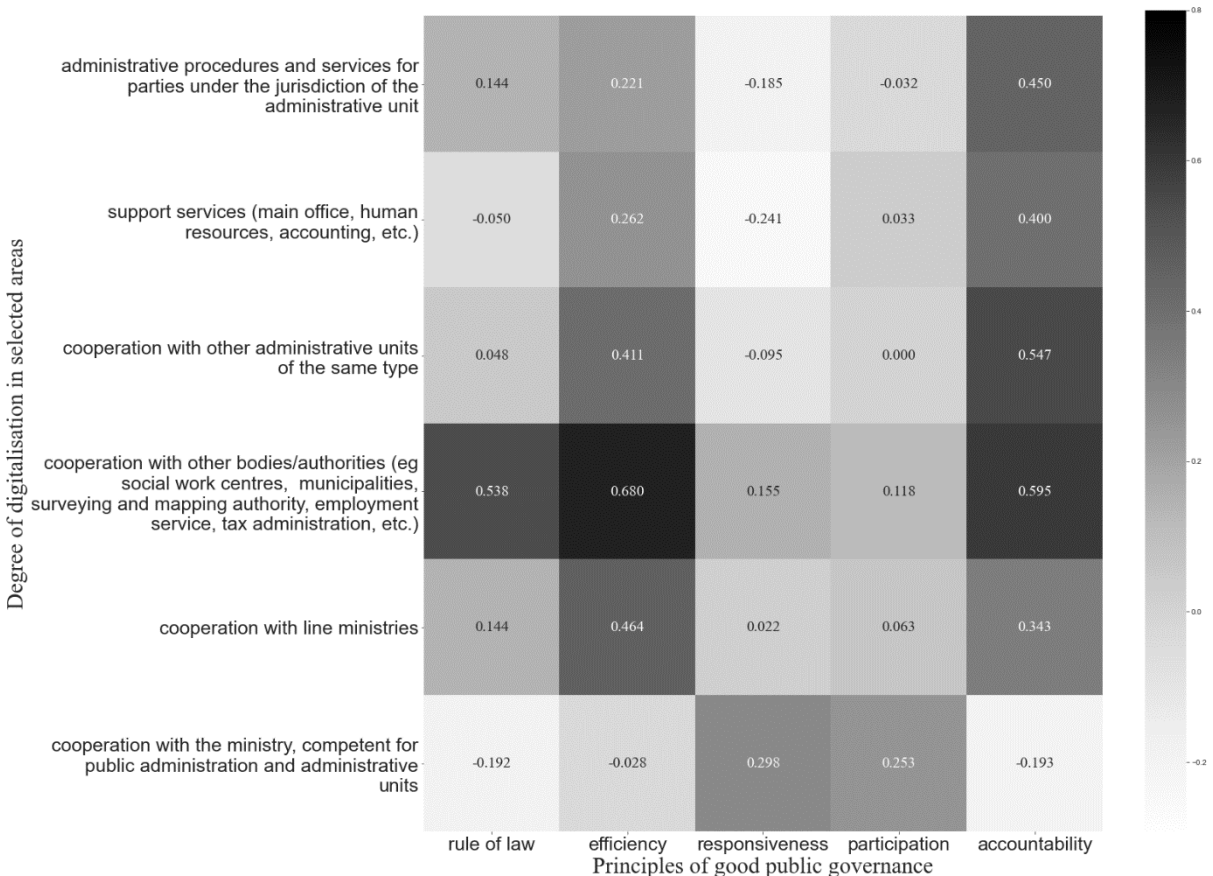 administrative procedures and services for
parties under the jurisdiction of the
administrative unit
0.144 0.221 -0.185 -0.032 0.450
support services (main office, human
resources, accounting, etc.)
-0.050 0.262 -0.241 0.033 0.400
cooperation with other administrative units
of the same type
0.048 0.411 -0.095 0.000 0.547
cooperation with other bodies/authorities (eg
social work centres, municipalities,
surveying and mapping authority, employment
service, tax administration, etc.)
0.538 0.680 0.155 0.118 0.595
cooperation with line ministries
0.144 0.464 0.022 0.063 0.343
cooperation with the ministry, competent for
public administration and administrative
units
-0.192 -0.028 0.298 0.253 -0.193
rule of law efficiency responsiveness participation accountability
Principles of good public governance
Degree of digitalisation in selected areas
0.8
0.6
0.4
0.2
0.0
-0.2